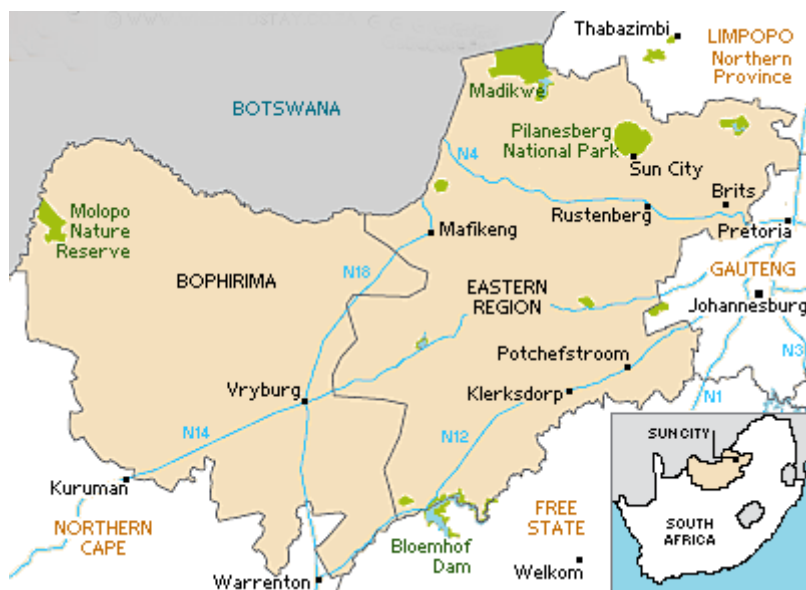 Thabazimbi
LIMPOPO
Northern
Province
Madikwe
BOTSWANA
Pilanesberg
National Park
N4
Sun City
Brits
Molopo
Nature
Reserve
Rustenberg
Pretoria
Mafikeng
N18
BOPHIRIMA
EASTERN
REGION
GAUTENG
Johannesburg
N3
Potchefstroom
Vryburg
Klerksdorp
N1
N14
N12
SUN CITY
Kuruman
NORTHERN
CAPE
FREE
STATE
SOUTH
AFRICA
Bloemhof
Dam
Warrenton
Welkom